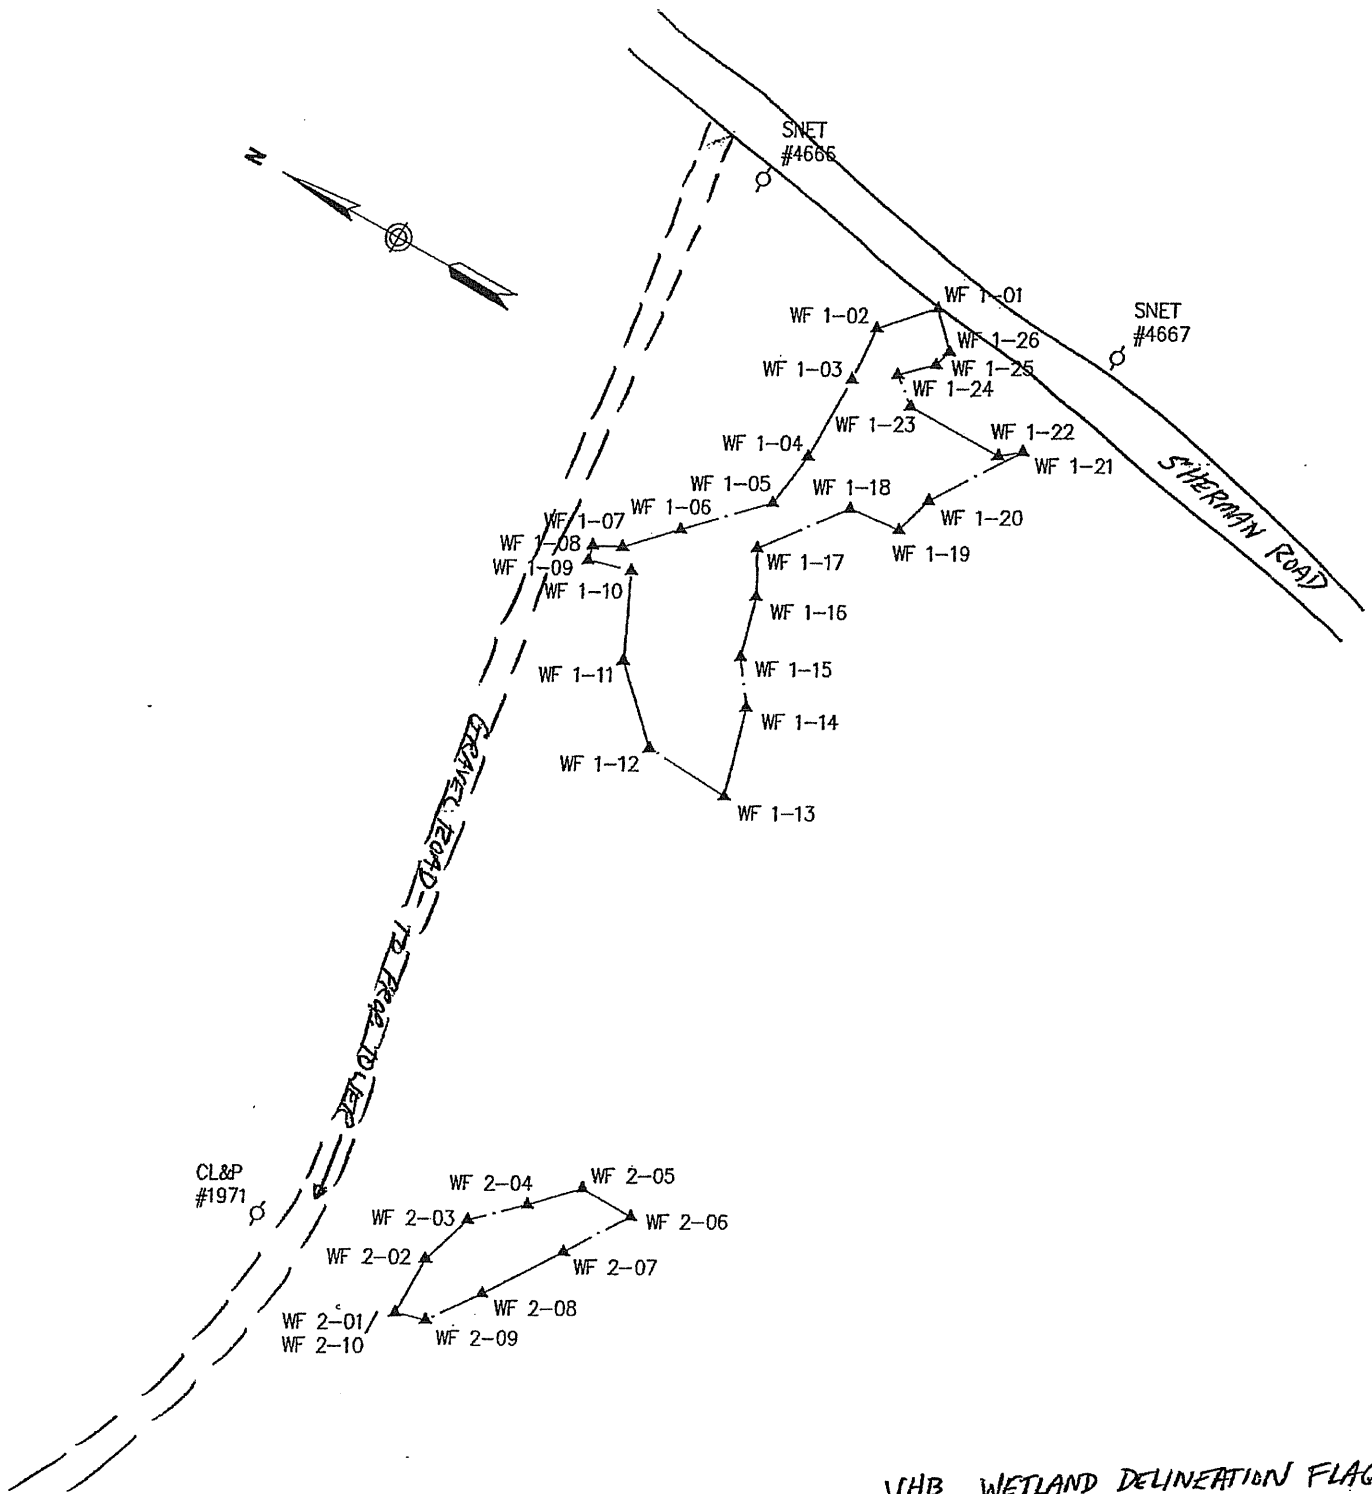 SNET
#4666
N
WF 1-01
WF 1-02
SNET
#4667
WF 1-26
WF 1-25
WF 1-03
WF 1-24
WF 1-23
WF 1-22
WF 1-04
WF 1-21
WF 1-05
WF 1-18
SHERMAN ROAD
WF 1-06
WF 1-07
WF 1-20
WF 1-08
WF 1-19
WF 1-17
WF 1-09
WF 1-10
WF 1-16
WF 1-11
WF 1-15
WF 1-14
WF 1-12
WF 1-13
GRAVEL ROAD TO PROP. TOWER
CL&P
#1971
WF 2-05
WF 2-04
WF 2-03
WF 2-06
WF 2-02
WF 2-07
WF 2-08
WF 2-01
WF 2-10
WF 2-09
VHB WETLAND DELINEATION FLAG